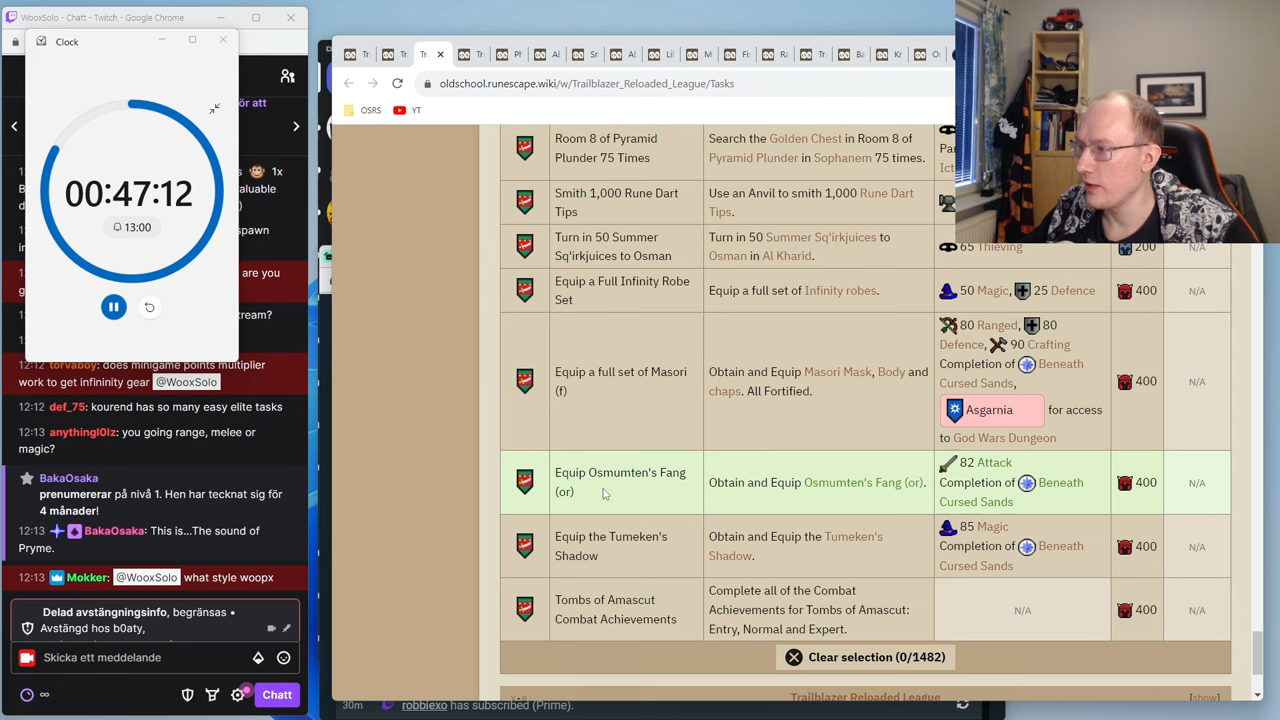 WooxSolo - Chatt - Twitch - Google Chrome
Clock
för att
00:47:12
13:00
1x
valuable
spawn
are you
stream?
12:12 torvaboy: does minigame points multiplier
work to get infininity gear @WooxSolo
12:12 def_75: kourend has so many easy elite tasks
12:13 anythingl0lz: you going range, melee or
magic?
BakaOsaka
prenumererar på nivå 1. Hen har tecknat sig för
4 månader!
12:13 BakaOsaka: This is...The sound of
Pryme.
12:13 Mokker: @WooxSolo what style woopx
Delad avstängningsinfo, begränsas •
Avstängd hos b0aty,
Skicka ett meddelande
Chatt
30m robbiexo has subscribed (Prime).
oldschool.runescape.wiki/w/Trailblazer_Reloaded_League/Tasks
OSRS
YT
Room 8 of Pyramid
Plunder 75 Times
Search the Golden Chest in Room 8 of
Pyramid Plunder in Sophanem 75 times.
Smith 1,000 Rune Dart
Tips
Use an Anvil to smith 1,000 Rune Dart
Tips.
Turn in 50 Summer
Sq'irkjuices to Osman
Turn in 50 Summer Sq'irkjuices to
Osman in Al Kharid.
65 Thieving
200
N/A
Equip a Full Infinity Robe
Set
Equip a full set of Infinity robes.
50 Magic, 25 Defence
400
N/A
Equip a full set of Masori
(f)
Obtain and Equip Masori Mask, Body and
chaps. All Fortified.
80 Ranged, 80
Defence, 90 Crafting
Completion of Beneath
Cursed Sands,
Asgarnia for access
to God Wars Dungeon
400
N/A
Equip Osmumten's Fang
(or)
Obtain and Equip Osmumten's Fang (or).
82 Attack
Completion of Beneath
Cursed Sands
400
N/A
Equip the Tumeken's
Shadow
Obtain and Equip the Tumeken's
Shadow.
85 Magic
Completion of Beneath
Cursed Sands
400
N/A
Tombs of Amascut
Combat Achievements
Complete all of the Combat
Achievements for Tombs of Amascut:
Entry, Normal and Expert.
N/A
400
N/A
Clear selection (0/1482)
Trailblazer Reloaded League
[show]